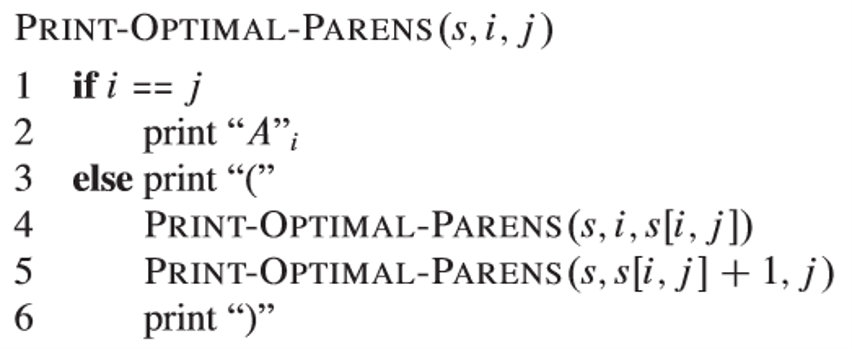 PRINT-OPTIMAL-PARENS(s, i, j)
1 if i == j
2 print “A”i
3 else print “(”
4 PRINT-OPTIMAL-PARENS(s, i, s[i, j])
5 PRINT-OPTIMAL-PARENS(s, s[i, j] + 1, j)
6 print “)”